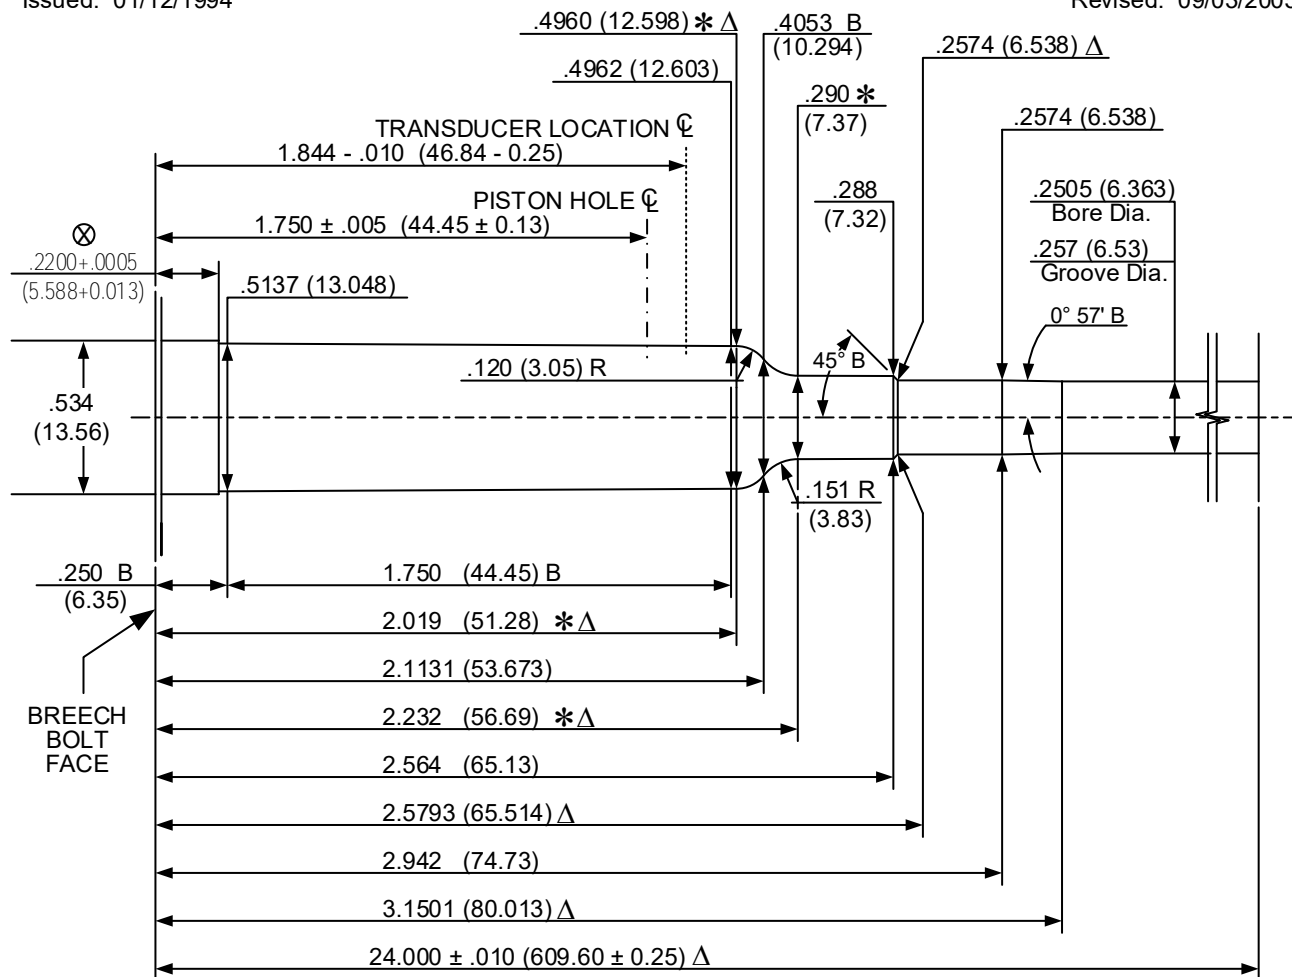 Issued: 01/12/1994
Revised: 09/03/2003
.4960 (12.598) ＊ Δ
.4053 B
(10.294)
.2574 (6.538) Δ
.4962 (12.603)
.290 ＊
(7.37)
.2574 (6.538)
TRANSDUCER LOCATION ℄
1.844 - .010 (46.84 - 0.25)
PISTON HOLE ℄
1.750 ± .005 (44.45 ± 0.13)
.288
(7.32)
.2505 (6.363)
Bore Dia.
.257 (6.53)
Groove Dia.
⊗
.2200+.0005
(5.588+0.013)
.5137 (13.048)
0° 57' B
.120 (3.05) R
45° B
.534
(13.56)
.151 R
(3.83)
.250 B
(6.35)
1.750 (44.45) B
2.019 (51.28) ＊Δ
2.1131 (53.673)
BREECH
BOLT
FACE
2.232 (56.69) ＊Δ
2.564 (65.13)
2.5793 (65.514) Δ
2.942 (74.73)
3.1501 (80.013) Δ
24.000 ± .010 (609.60 ± 0.25) Δ